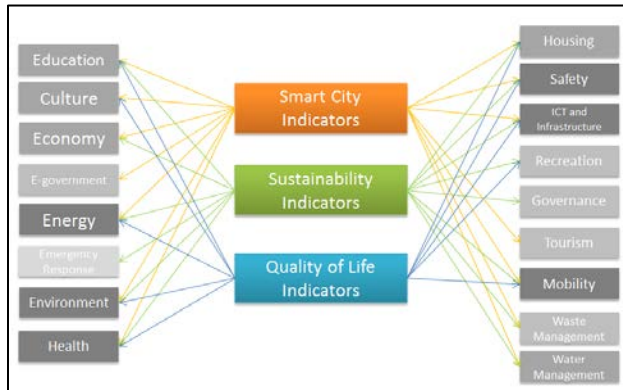 Education
Culture
Economy
E-government
Energy
Emergency
Response
Environment
Health
Smart City
Indicators
Sustainability
Indicators
Quality of Life
Indicators
Housing
Safety
ICT and
Infrastructure
Recreation
Governance
Tourism
Mobility
Waste
Management
Water
Management